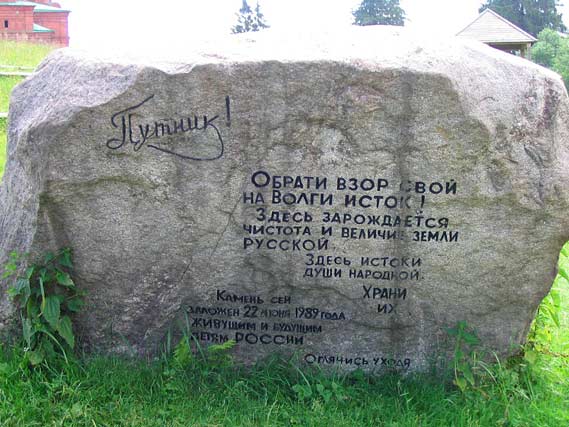 Путник!
Обрати взор свой
на Волги исток!
Здесь зарождается
чистота и величие земли
русской.
Здесь истоки
души народной.
Храни
их
Камень сей
заложен 22 июня 1989 года
живущим и будущим
детям России
Оглянись уходя